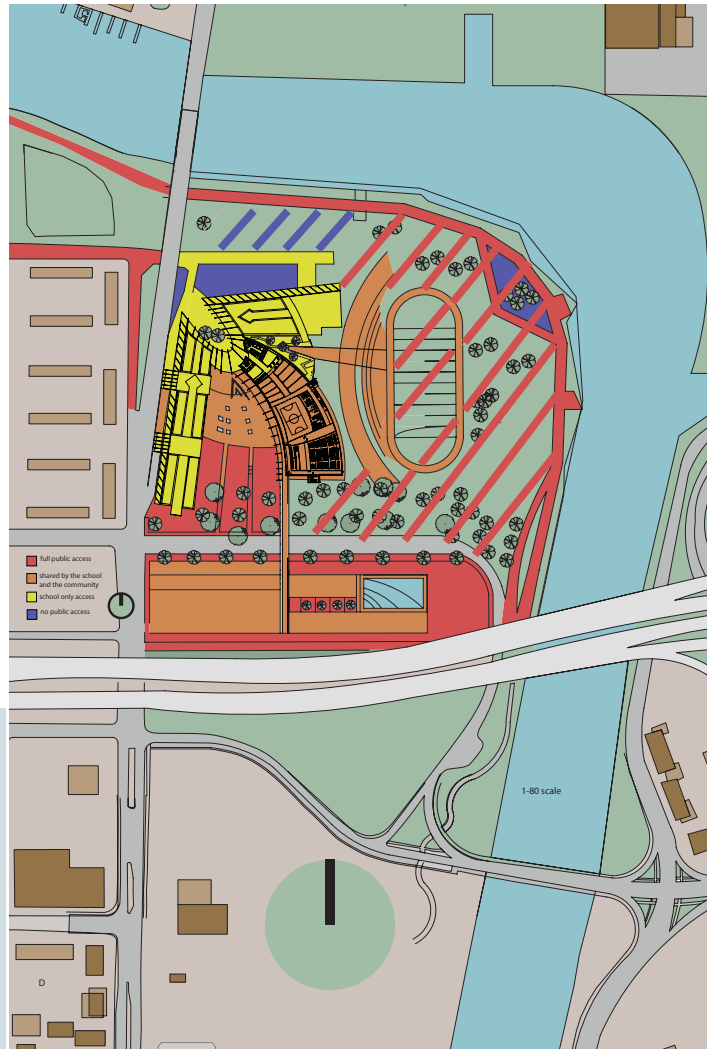 full public access
shared by the school
and the community
school only access
no public access
1-80 scale
D